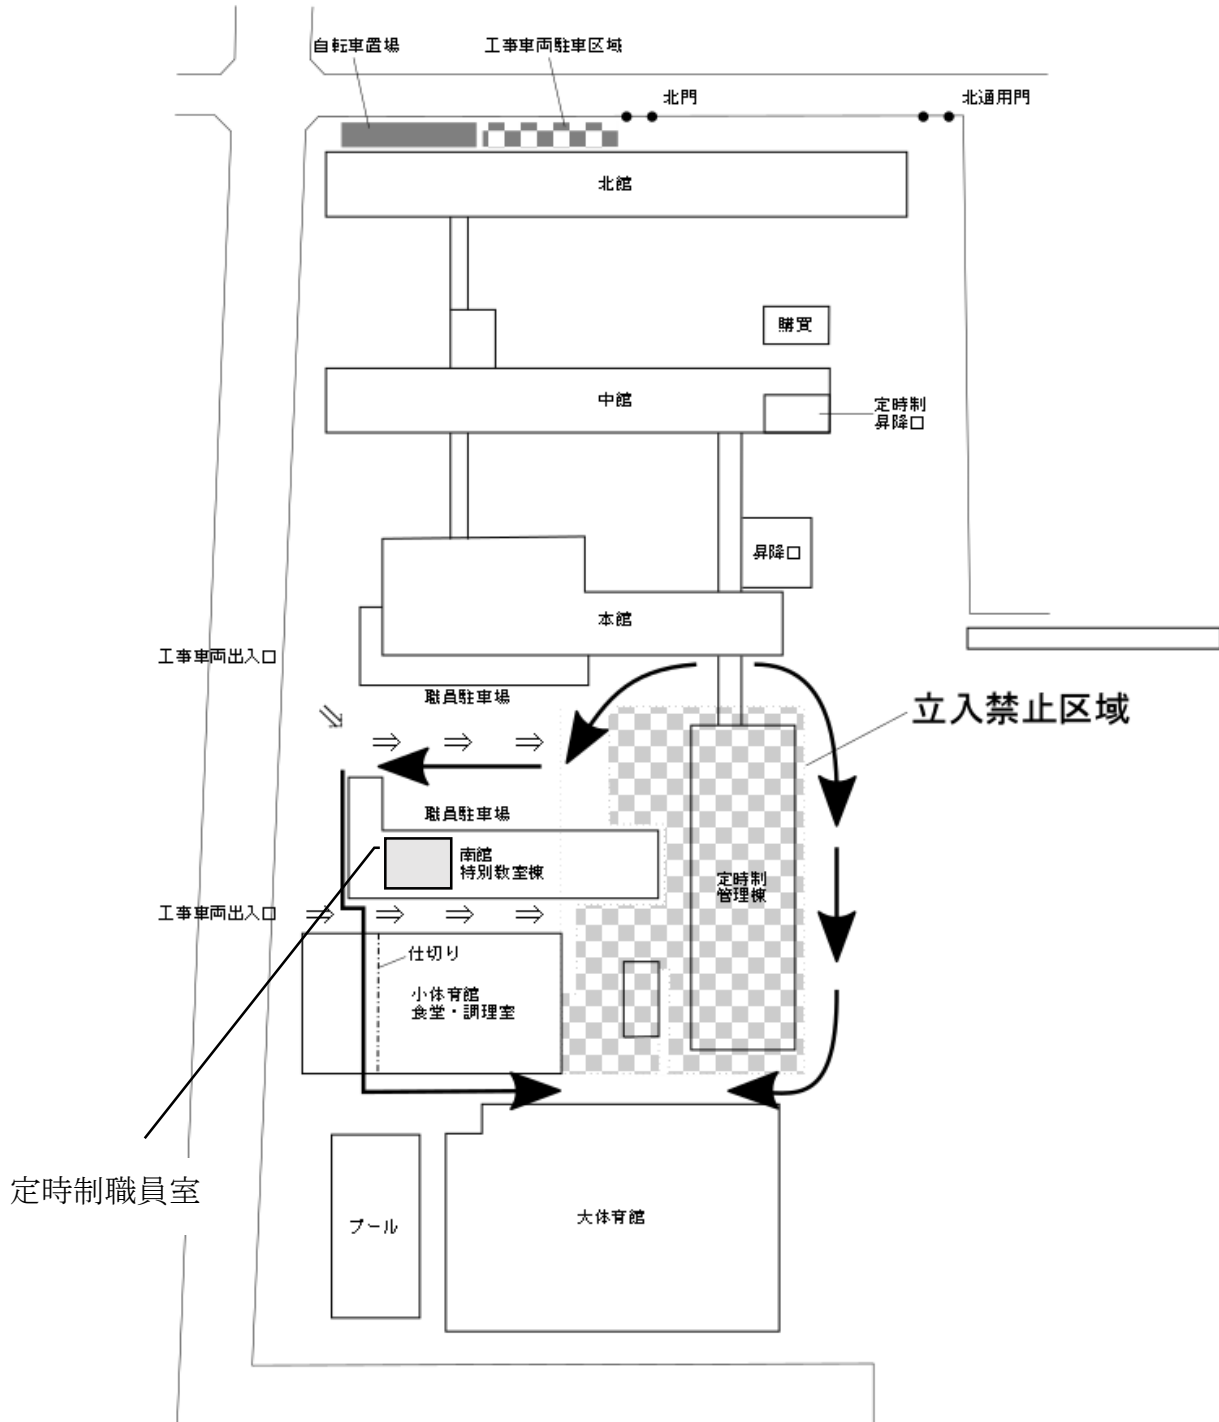 自転車置場
工事車両駐車区域
北門
北通用門
北館
購買
中館
定時制
昇降口
昇降口
本館
工事車両出入口
職員駐車場
立入禁止区域
職員駐車場
南館
特別教室棟
定時制
管理棟
工事車両出入口
仕切り
小体育館
食堂・調理室
定時制職員室
プール
大体育館